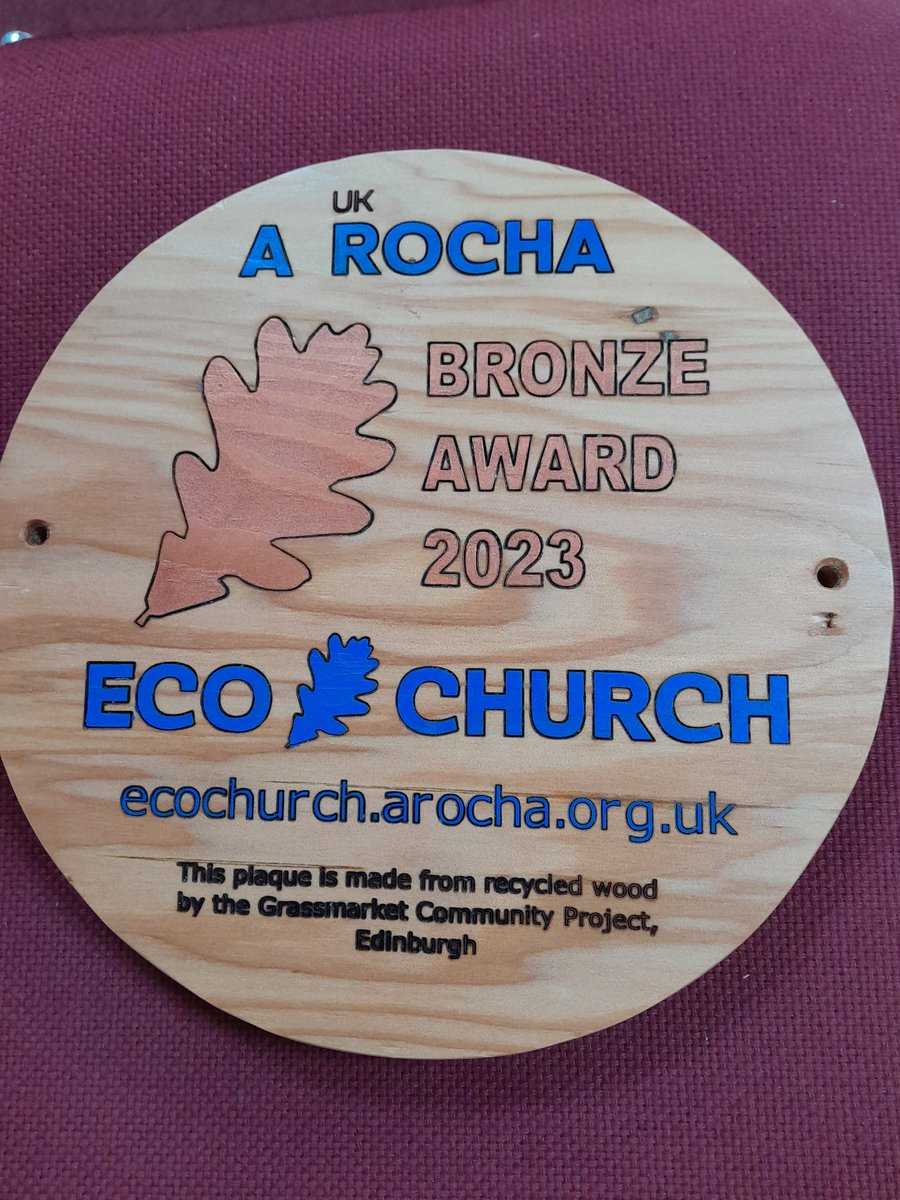 UK
A ROCHA
BRONZE
AWARD
2023
ECO CHURCH
ecochurch.arocha.org.uk
This plaque is made from recycled wood
by the Grassmarket Community Project,
Edinburgh